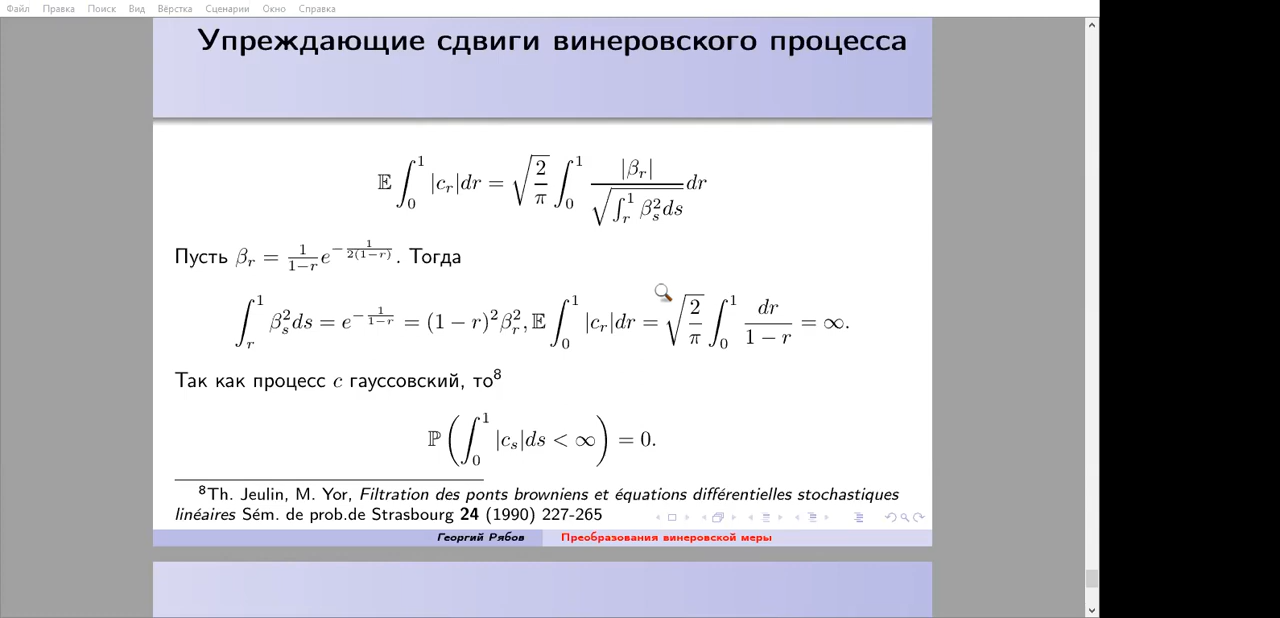 Файл Правка Поиск Вид Вёрстка Сценарии Окно Справка
Упреждающие сдвиги винеровского процесса
𝔼 ∫₀¹ |c_r|dr = √(2/π) ∫₀¹ |β_r| / √(∫_r¹ β_s² ds) dr
Пусть β_r = 1/(1−r) e^{−1/(2(1−r))}. Тогда
∫_r¹ β_s² ds = e^{−1/(1−r)} = (1 − r)²β_r², 𝔼 ∫₀¹ |c_r|dr = √(2/π) ∫₀¹ dr/(1 − r) = ∞.
Так как процесс c гауссовский, то⁸
ℙ(∫₀¹ |c_s|ds < ∞) = 0.
⁸Th. Jeulin, M. Yor, Filtration des ponts browniens et équations différentielles stochastiques
linéaires Sém. de prob.de Strasbourg 24 (1990) 227-265
Георгий Рябов Преобразования винеровской меры